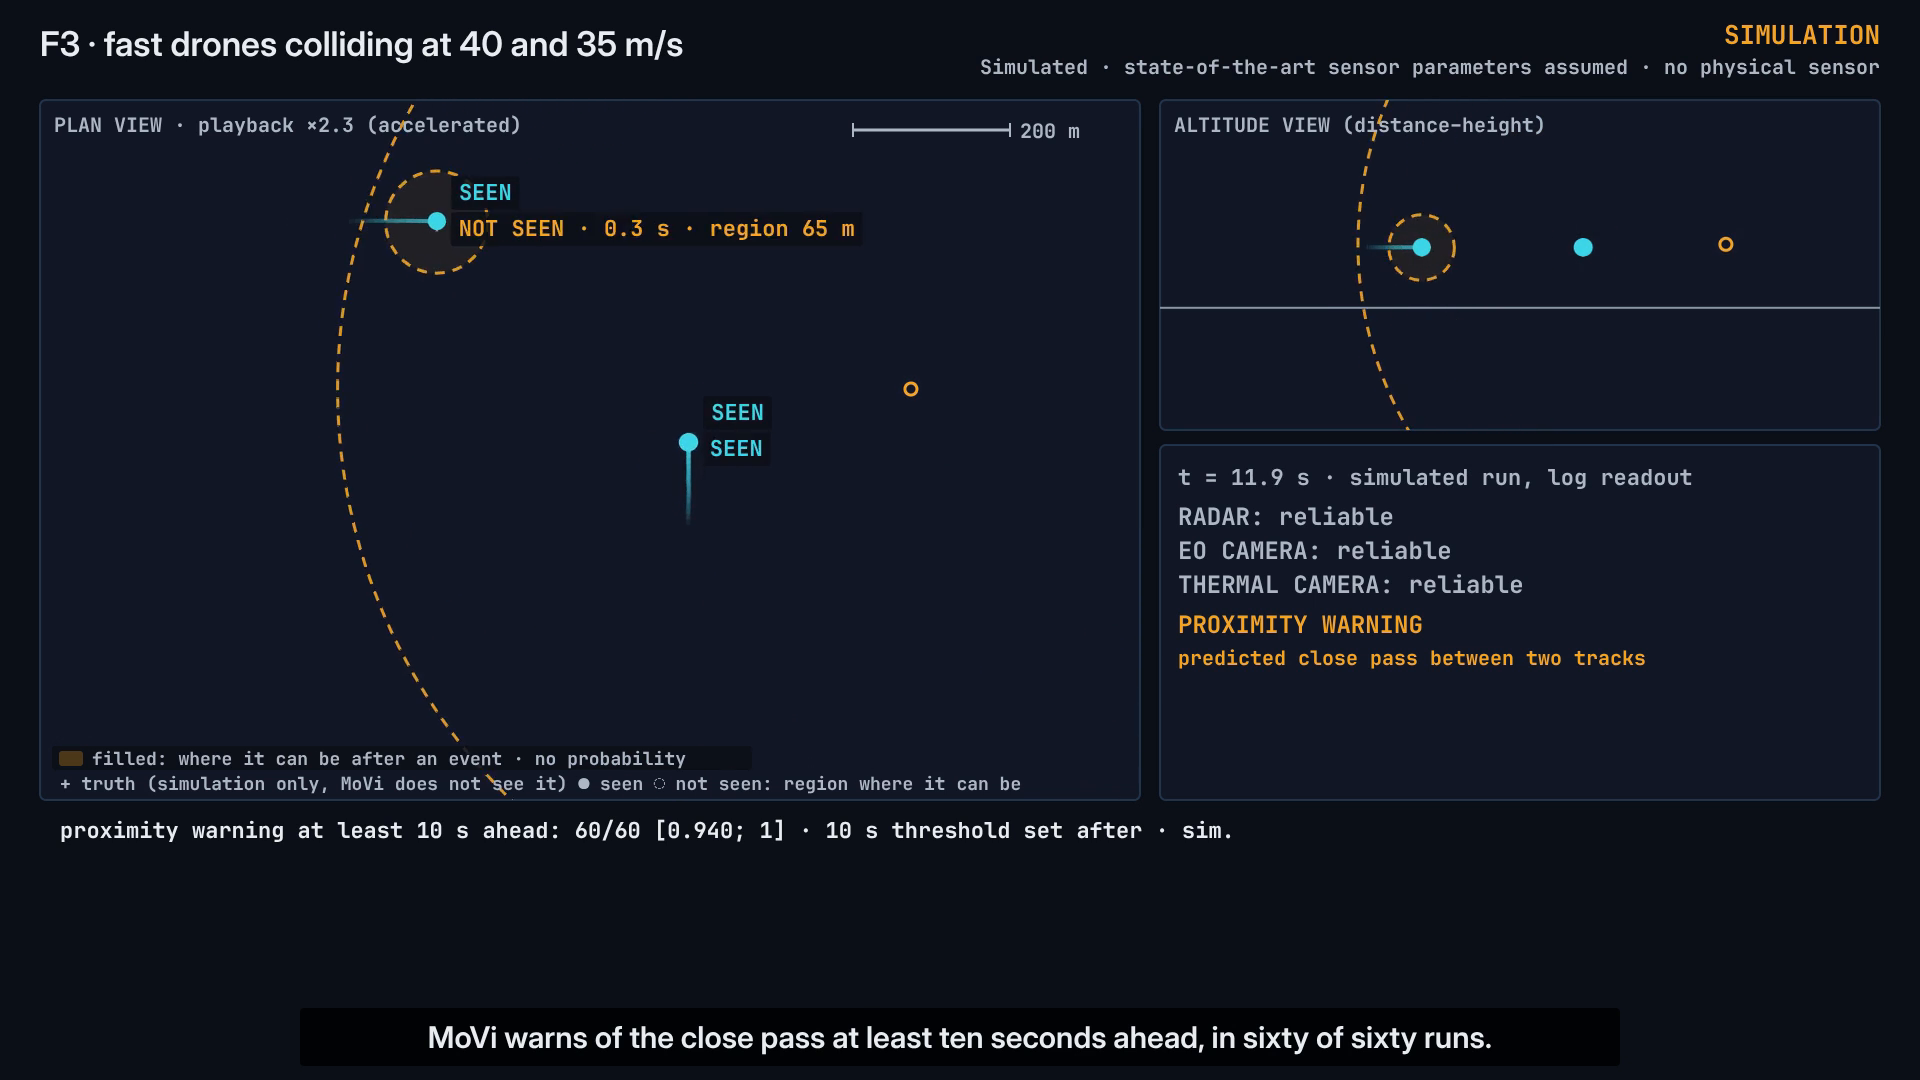 F3 · fast drones colliding at 40 and 35 m/s
SIMULATION
Simulated · state-of-the-art sensor parameters assumed · no physical sensor
PLAN VIEW · playback ×2.3 (accelerated)
200 m
SEEN
NOT SEEN · 0.3 s · region 65 m
SEEN
SEEN
filled: where it can be after an event · no probability
+ truth (simulation only, MoVi does not see it) ● seen ◌ not seen: region where it can be
ALTITUDE VIEW (distance-height)
t = 11.9 s · simulated run, log readout
RADAR: reliable
EO CAMERA: reliable
THERMAL CAMERA: reliable
PROXIMITY WARNING
predicted close pass between two tracks
proximity warning at least 10 s ahead: 60/60 [0.940; 1] · 10 s threshold set after · sim.
MoVi warns of the close pass at least ten seconds ahead, in sixty of sixty runs.